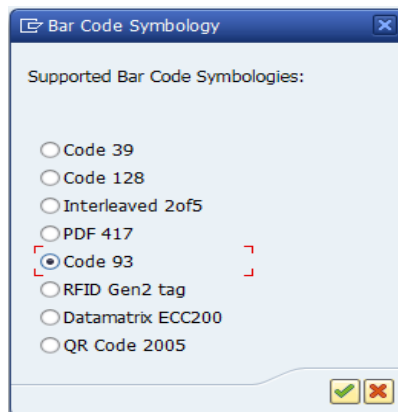 Bar Code Symbology
Supported Bar Code Symbologies:
Code 39
Code 128
Interleaved 2of5
PDF 417
Code 93
RFID Gen2 tag
Datamatrix ECC200
QR Code 2005